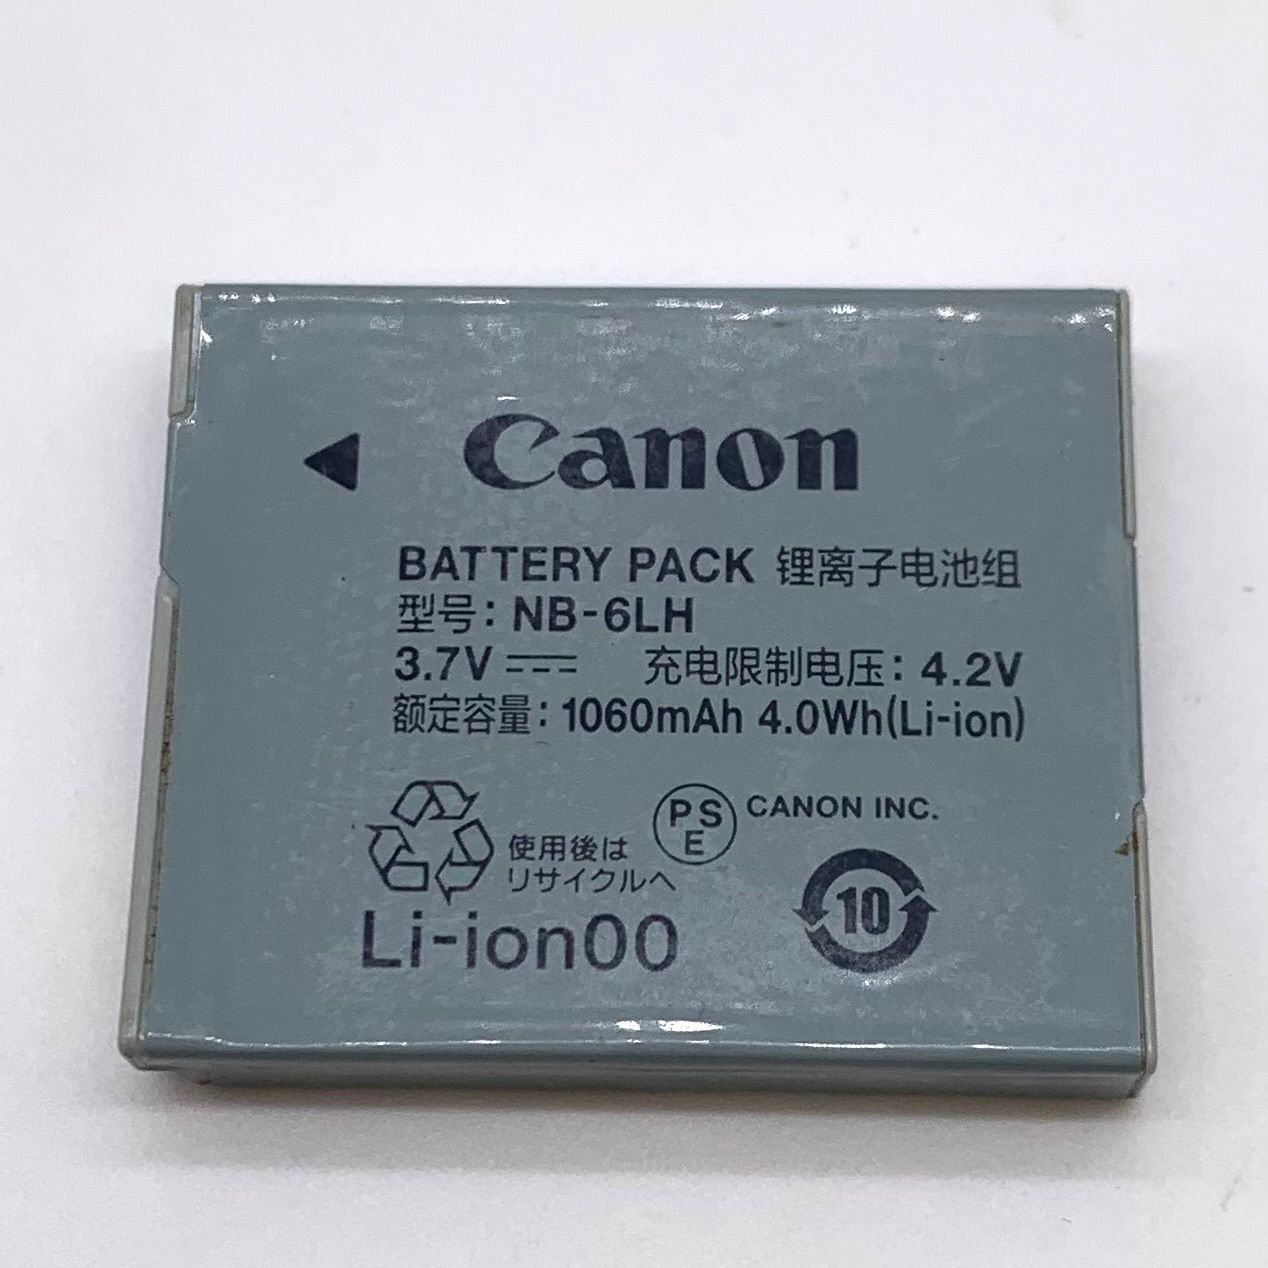 Canon
BATTERY PACK 锂离子电池组
型号: NB-6LH
3.7V 充电限制电压: 4.2V
额定容量: 1060mAh 4.0Wh(Li-ion)
PSE CANON INC.
使用後は
リサイクルへ
10
Li-ion00